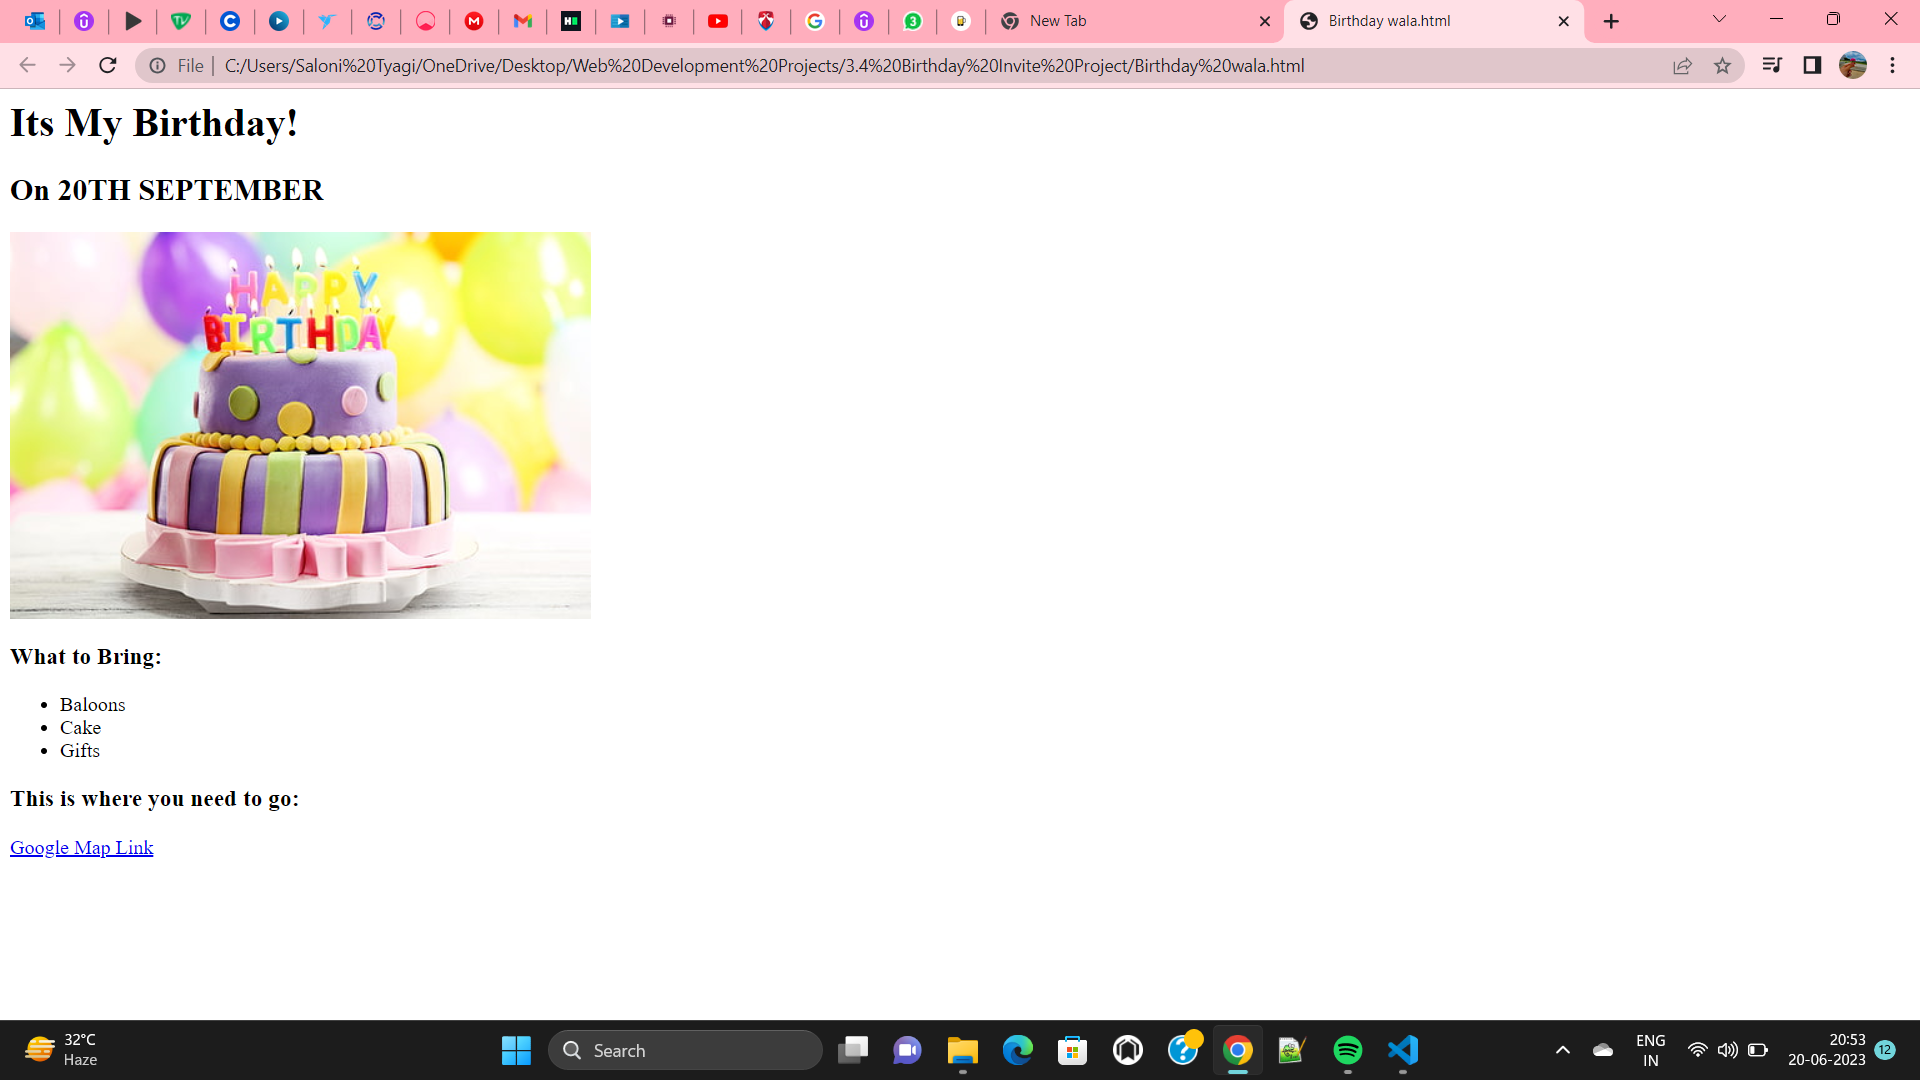 New Tab
Birthday wala.html
File | C:/Users/Saloni%20Tyagi/OneDrive/Desktop/Web%20Development%20Projects/3.4%20Birthday%20Invite%20Project/Birthday%20wala.html
Its My Birthday!
On 20TH SEPTEMBER
HAPPY
BIRTHDAY
What to Bring:
• Baloons
• Cake
• Gifts
This is where you need to go:
Google Map Link
32°C
Haze
Search
ENG
IN
20:53
20-06-2023
12